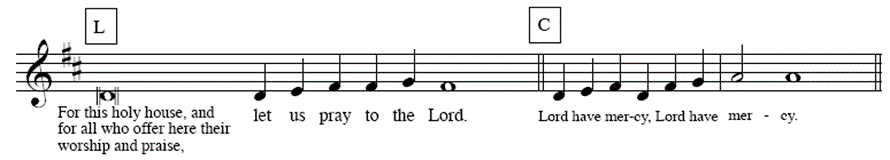 L
C
For this holy house, and
for all who offer here their
worship and praise,
let us pray to the Lord.
Lord have mer-cy, Lord have mer - cy.